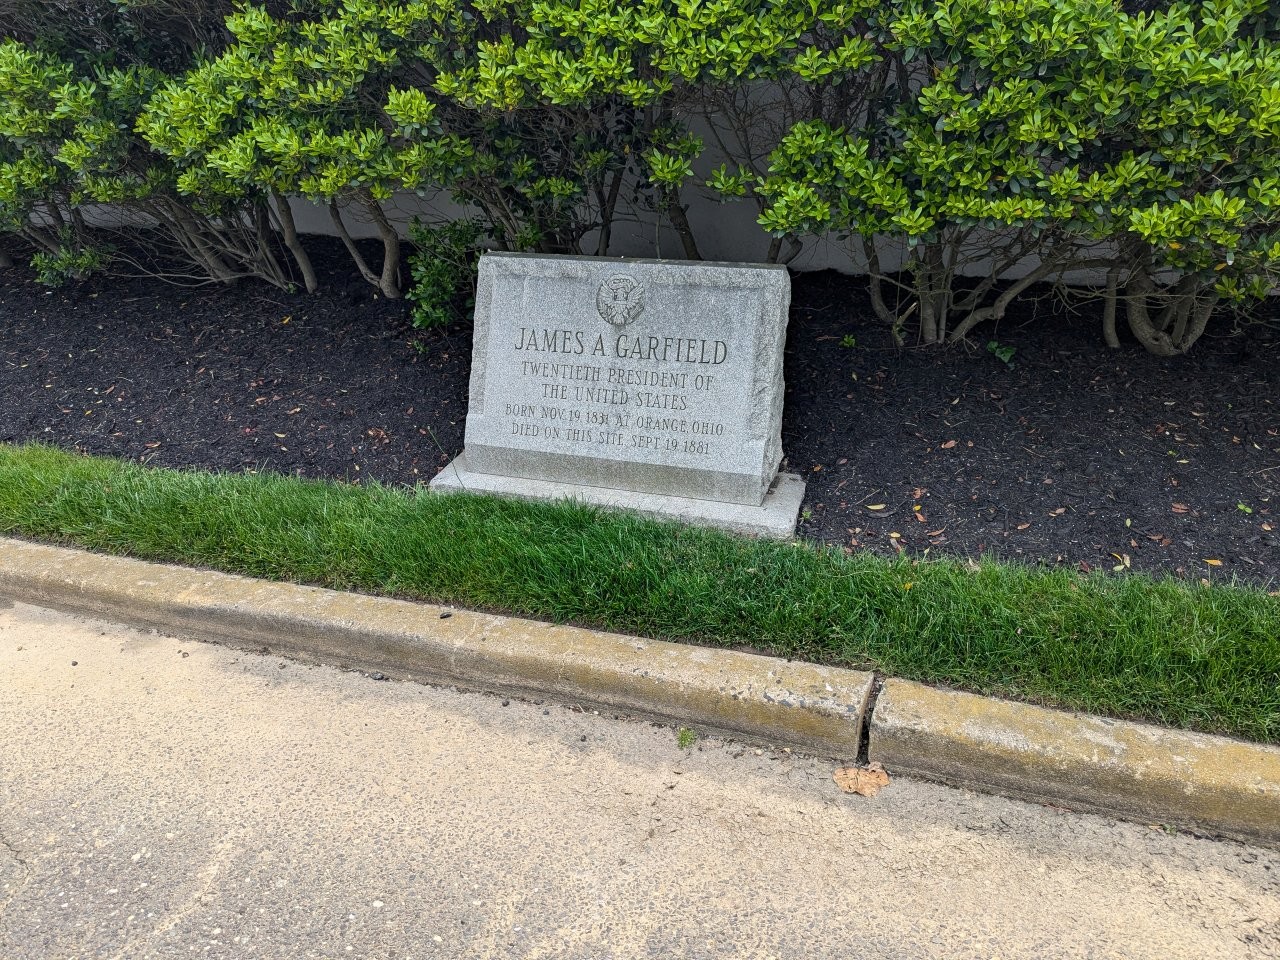 JAMES A GARFIELD
TWENTIETH PRESIDENT OF
THE UNITED STATES
BORN NOV. 19 1831 AT ORANGE, OHIO
DIED ON THIS SITE, SEPT. 19 1881